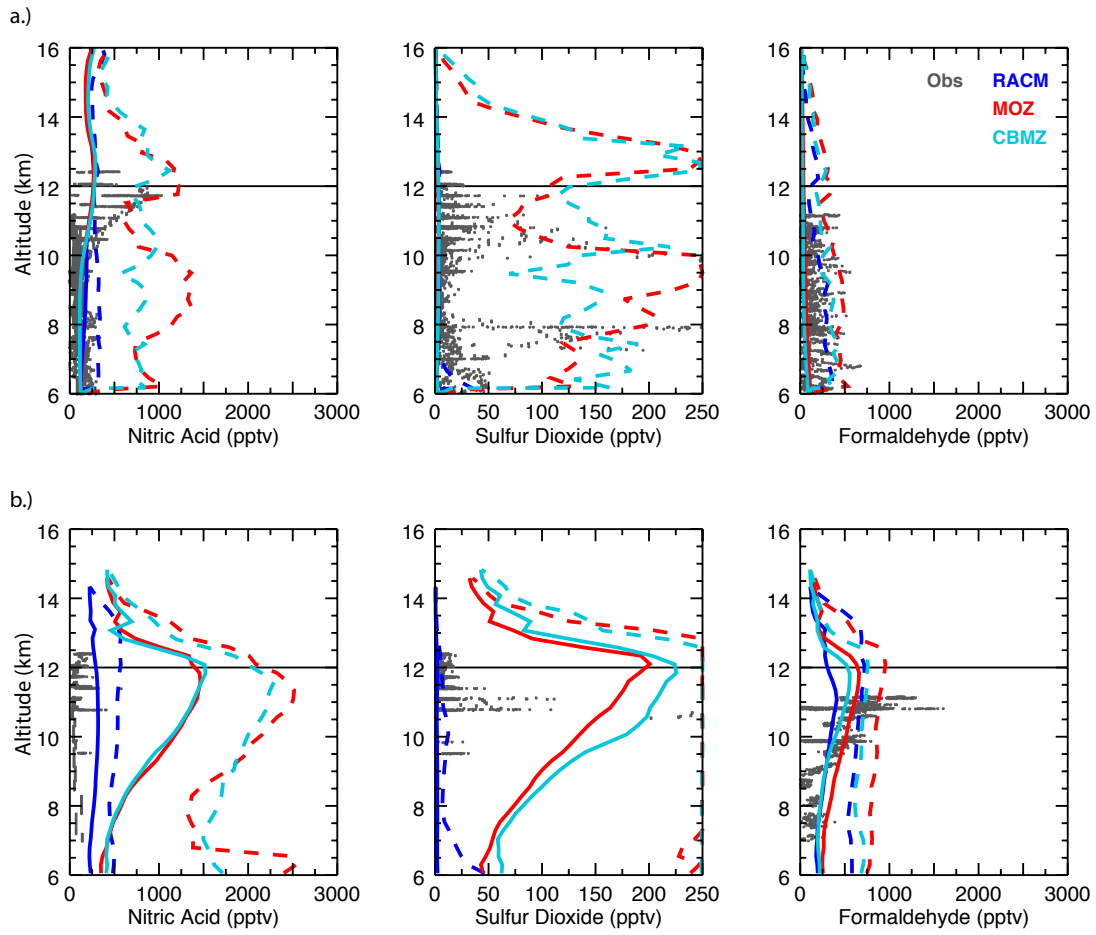 a.)
16
14
12
10
8
6
Altitude (km)
0 1000 2000 3000
Nitric Acid (pptv)
16
14
12
10
8
6
0 50 100 150 200 250
Sulfur Dioxide (pptv)
16
14
12
10
8
6
Obs RACM
MOZ
CBMZ
0 1000 2000 3000
Formaldehyde (pptv)
b.)
16
14
12
10
8
6
Altitude (km)
0 500 1000 1500 2000 2500 3000
Nitric Acid (pptv)
16
14
12
10
8
6
0 50 100 150 200 250
Sulfur Dioxide (pptv)
16
14
12
10
8
6
0 1000 2000 3000
Formaldehyde (pptv)